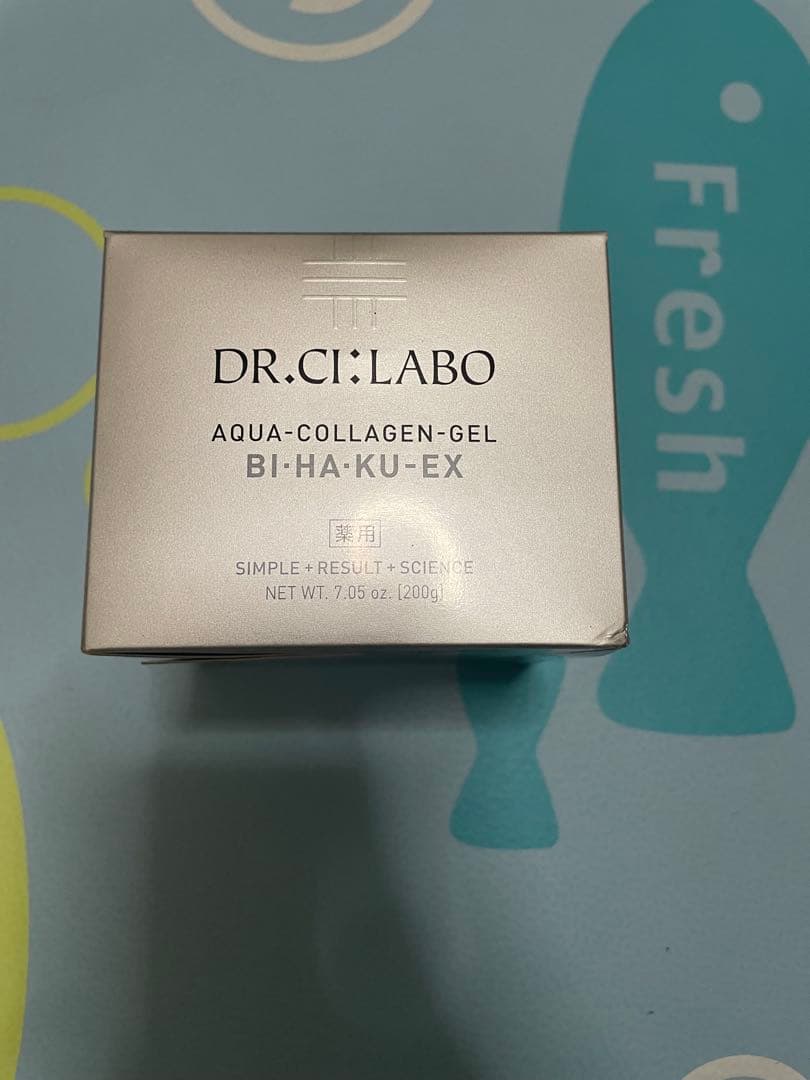 DR.CI:LABO
AQUA-COLLAGEN-GEL
BI·HA·KU-EX
薬用
SIMPLE + RESULT + SCIENCE
NET WT. 7.05 oz. [200g]
Fresh